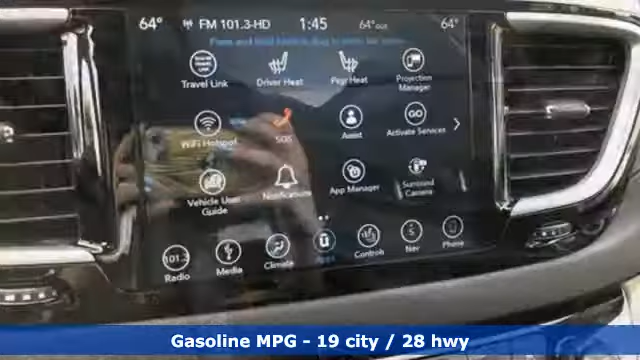 64° FM 101.3-HD 1:45 64° out 64°
Travel Link Driver Heat Psgr Heat Projection Manager
WiFi Hotspot SOS Assist GO Activate Services
Vehicle User Guide Notifications App Manager Surround Camera
101.3 Radio Media Climate Apps Controls S Nav Phone
Gasoline MPG - 19 city / 28 hwy